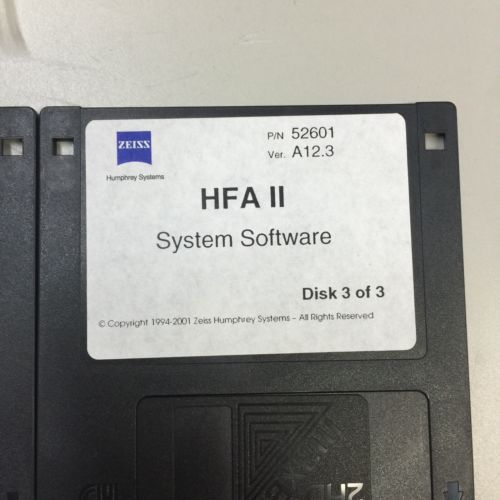 ZEISS
Humphrey Systems
P/N 52601
Ver. A12.3
HFA II
System Software
Disk 3 of 3
© Copyright 1994-2001 Zeiss Humphrey Systems – All Rights Reserved